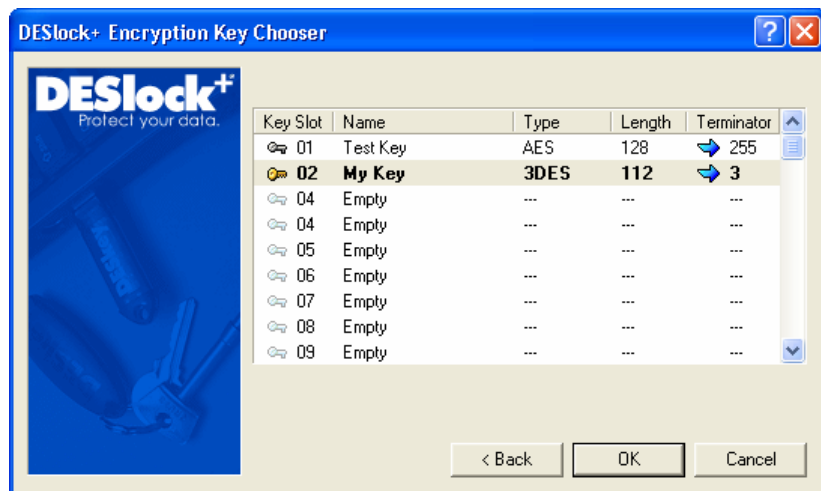 DESlock+ Encryption Key Chooser
DESlock+
Protect your data.
Key Slot Name Type Length Terminator
01 Test Key AES 128 255
02 My Key 3DES 112 3
04 Empty --- --- ---
04 Empty --- --- ---
05 Empty --- --- ---
06 Empty --- --- ---
07 Empty --- --- ---
08 Empty --- --- ---
09 Empty --- --- ---
< Back OK Cancel